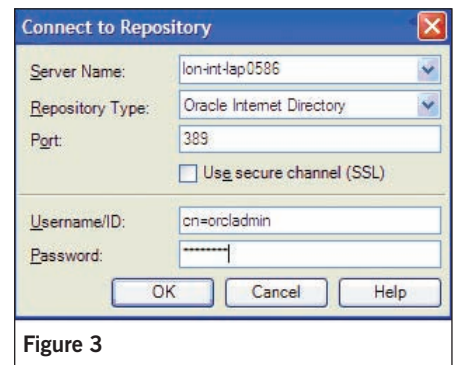 Connect to Repository
Server Name: lon-int-lap0586
Repository Type: Oracle Internet Directory
Port: 389
Use secure channel (SSL)
Username/ID: cn=orcladmin
Password: ********
OK Cancel Help
Figure 3